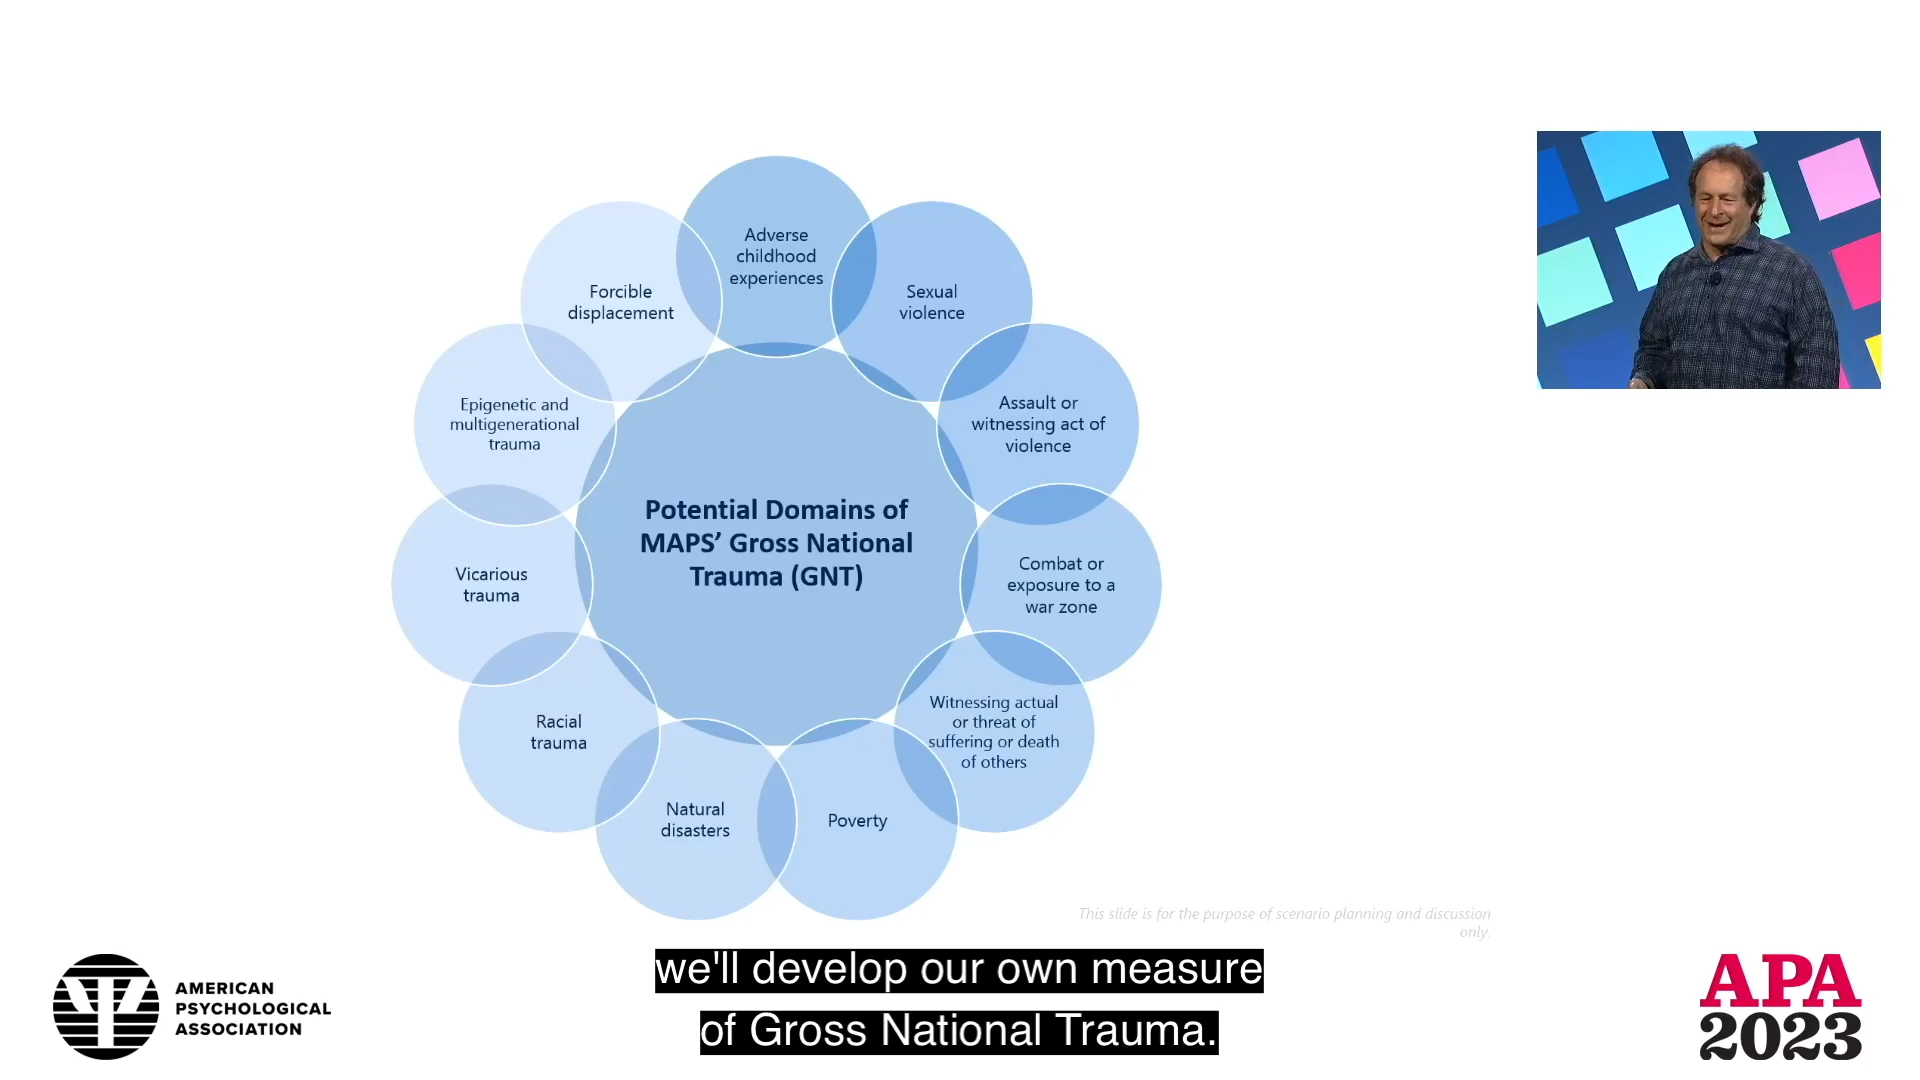 Adverse
childhood
experiences
Sexual
violence
Assault or
witnessing act of
violence
Combat or
exposure to a
war zone
Witnessing actual
or threat of
suffering or death
of others
Poverty
Natural
disasters
Racial
trauma
Vicarious
trauma
Epigenetic and
multigenerational
trauma
Forcible
displacement
Potential Domains of
MAPS’ Gross National
Trauma (GNT)
This slide is for the purpose of scenario planning and discussion
only.
we'll develop our own measure
of Gross National Trauma.
AMERICAN
PSYCHOLOGICAL
ASSOCIATION
APA
2023